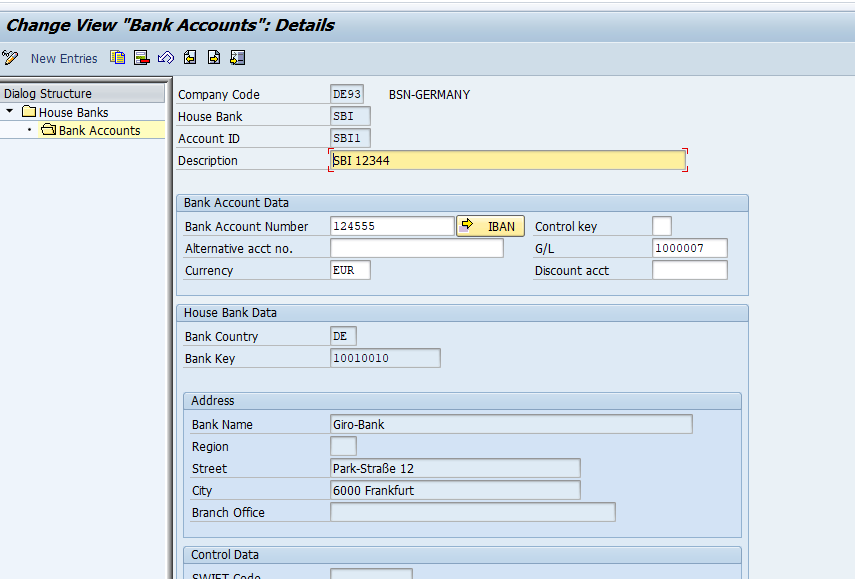 Change View "Bank Accounts": Details
New Entries
Dialog Structure
House Banks
Bank Accounts
Company Code DE93 BSN-GERMANY
House Bank SBI
Account ID SBI1
Description SBI 12344
Bank Account Data
Bank Account Number 124555 IBAN Control key
Alternative acct no. G/L 1000007
Currency EUR Discount acct
House Bank Data
Bank Country DE
Bank Key 10010010
Address
Bank Name Giro-Bank
Region
Street Park-Straße 12
City 6000 Frankfurt
Branch Office
Control Data
SWIFT Code